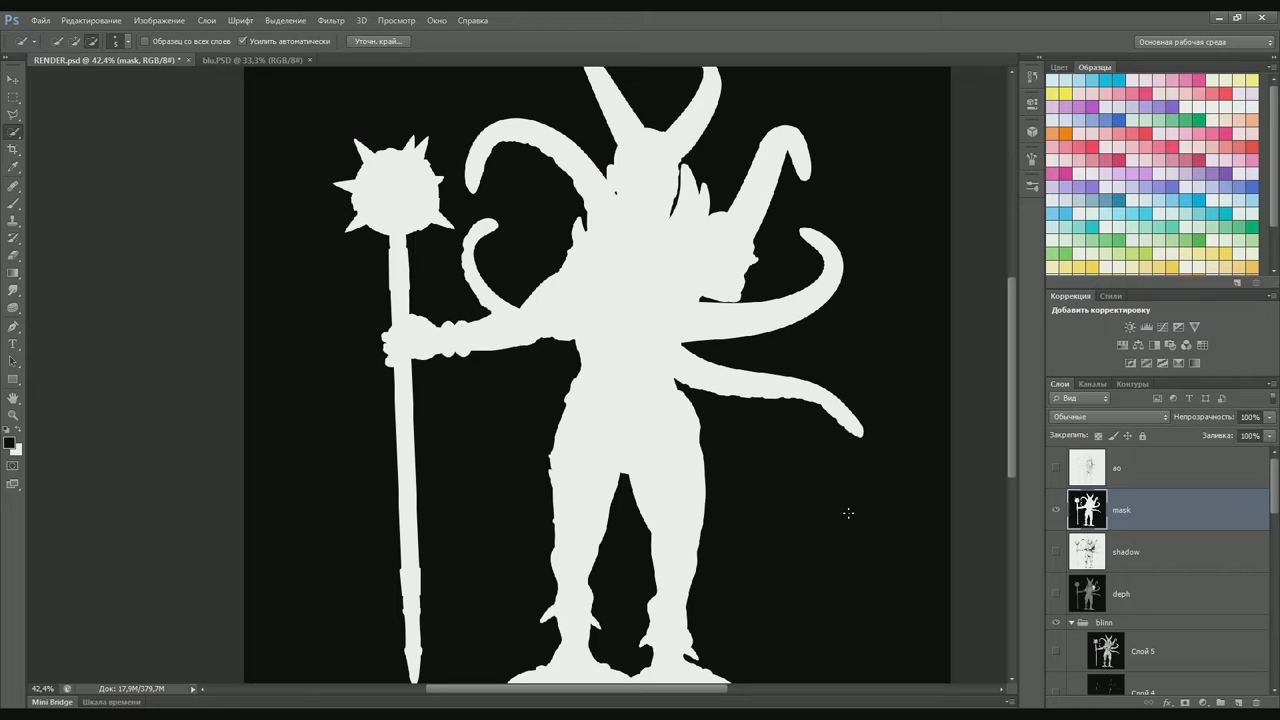 Ps Файл Редактирование Изображение Слои Шрифт Выделение Фильтр 3D Просмотр Окно Справка
5 Образец со всех слоев Усилить автоматически Уточн. край... Основная рабочая среда
RENDER.psd @ 42,4% (mask, RGB/8#) * × blu.PSD @ 33,3% (RGB/8#) ×
Цвет Образцы
Коррекция Стили
Добавить корректировку
Слои Каналы Контуры
Вид
Обычные Непрозрачность: 100%
Закрепить: Заливка: 100%
ao
mask
shadow
deph
blinn
Слой 5
Слой 4
42,4% Док: 17,9M/379,7M
Mini Bridge Шкала времени